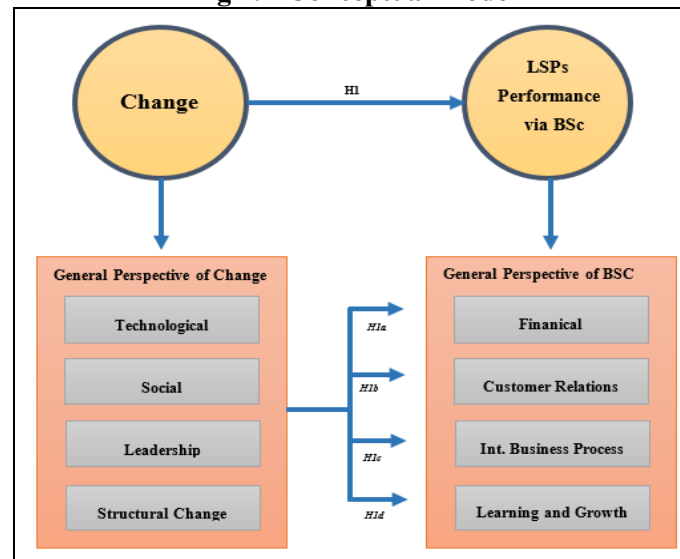 Change
H1
LSPs
Performance
via BSc
General Perspective of Change
Technological
Social
Leadership
Structural Change
H1a
H1b
H1c
H1d
General Perspective of BSC
Finanical
Customer Relations
Int. Business Process
Learning and Growth